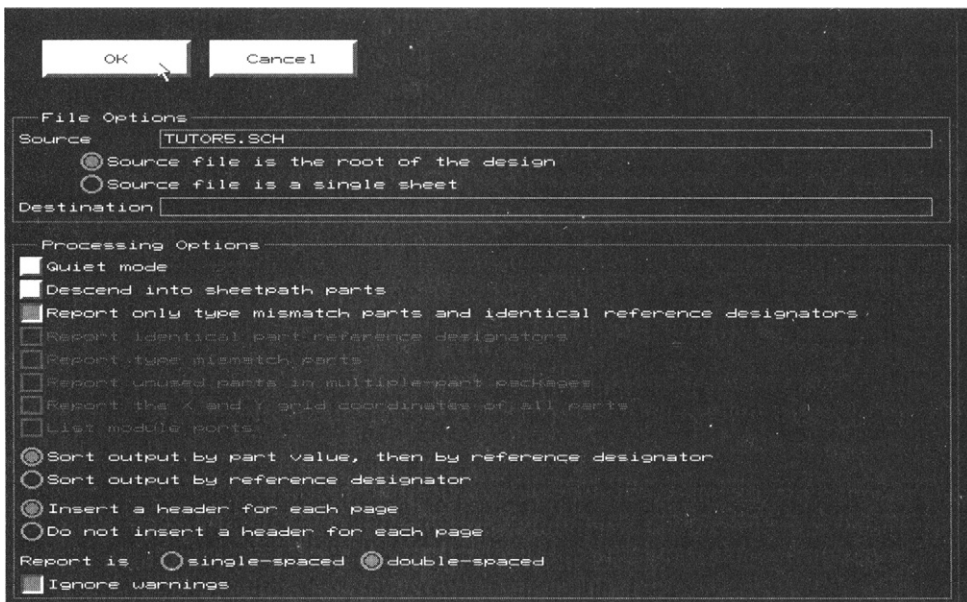 OK Cancel
File Options
Source TUTOR5.SCH
Source file is the root of the design
Source file is a single sheet
Destination
Processing Options
Quiet mode
Descend into sheetpath parts
Report only type mismatch parts and identical reference designators
Report identical part reference designators
Report type mismatch parts
Report unused parts in multiple-part packages
Report the X and Y grid coordinates of all parts
List module ports
Sort output by part value, then by reference designator
Sort output by reference designator
Insert a header for each page
Do not insert a header for each page
Report is single-spaced double-spaced
Ignore warnings